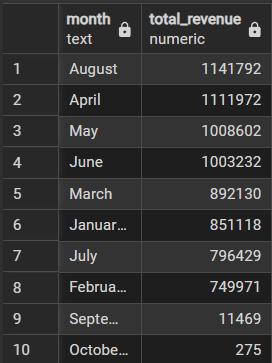 month total_revenue
text numeric
1 August 1141792
2 April 1111972
3 May 1008602
4 June 1003232
5 March 892130
6 Januar... 851118
7 July 796429
8 Februa... 749971
9 Septe... 11469
10 Octobe... 275